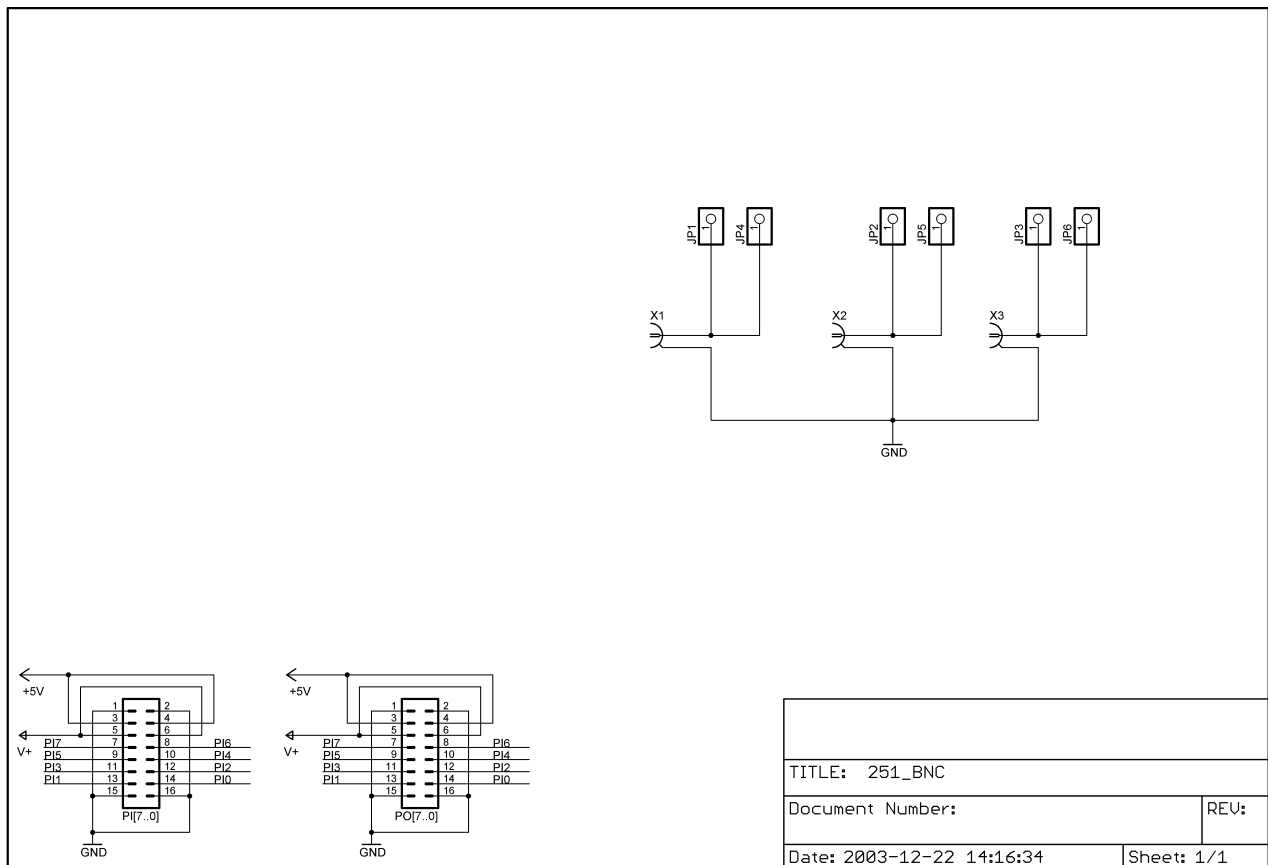 JP1 1 JP4 1 JP2 1 JP5 1 JP3 1 JP6 1
X1 X2 X3
GND
+5V +5V
1 2 1 2
3 4 3 4
V+ 5 6 V+ 5 6
PI7 7 8 PI6 PI7 7 8 PI6
PI5 9 10 PI4 PI5 9 10 PI4
PI3 11 12 PI2 PI3 11 12 PI2
PI1 13 14 PI0 PI1 13 14 PI0
15 16 15 16
PI[7..0] PO[7..0]
GND GND
TITLE: 251_BNC
Document Number: REV:
Date: 2003-12-22 14:16:34 Sheet: 1/1